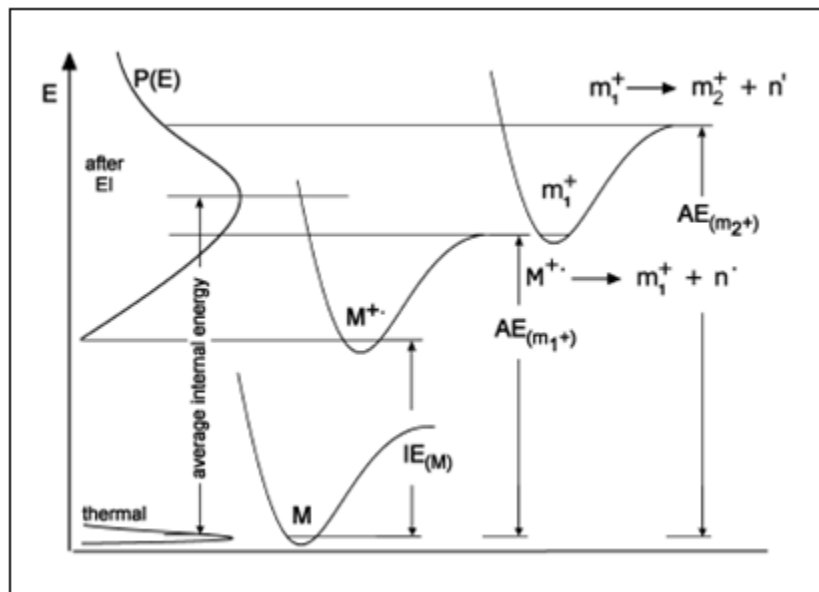 P(E)
m₁⁺ → m₂⁺ + n'
E
after
EI
m₁⁺
AE(m₂⁺)
M⁺· → m₁⁺ + n·
M⁺·
AE(m₁⁺)
average internal energy
IE(M)
thermal
M